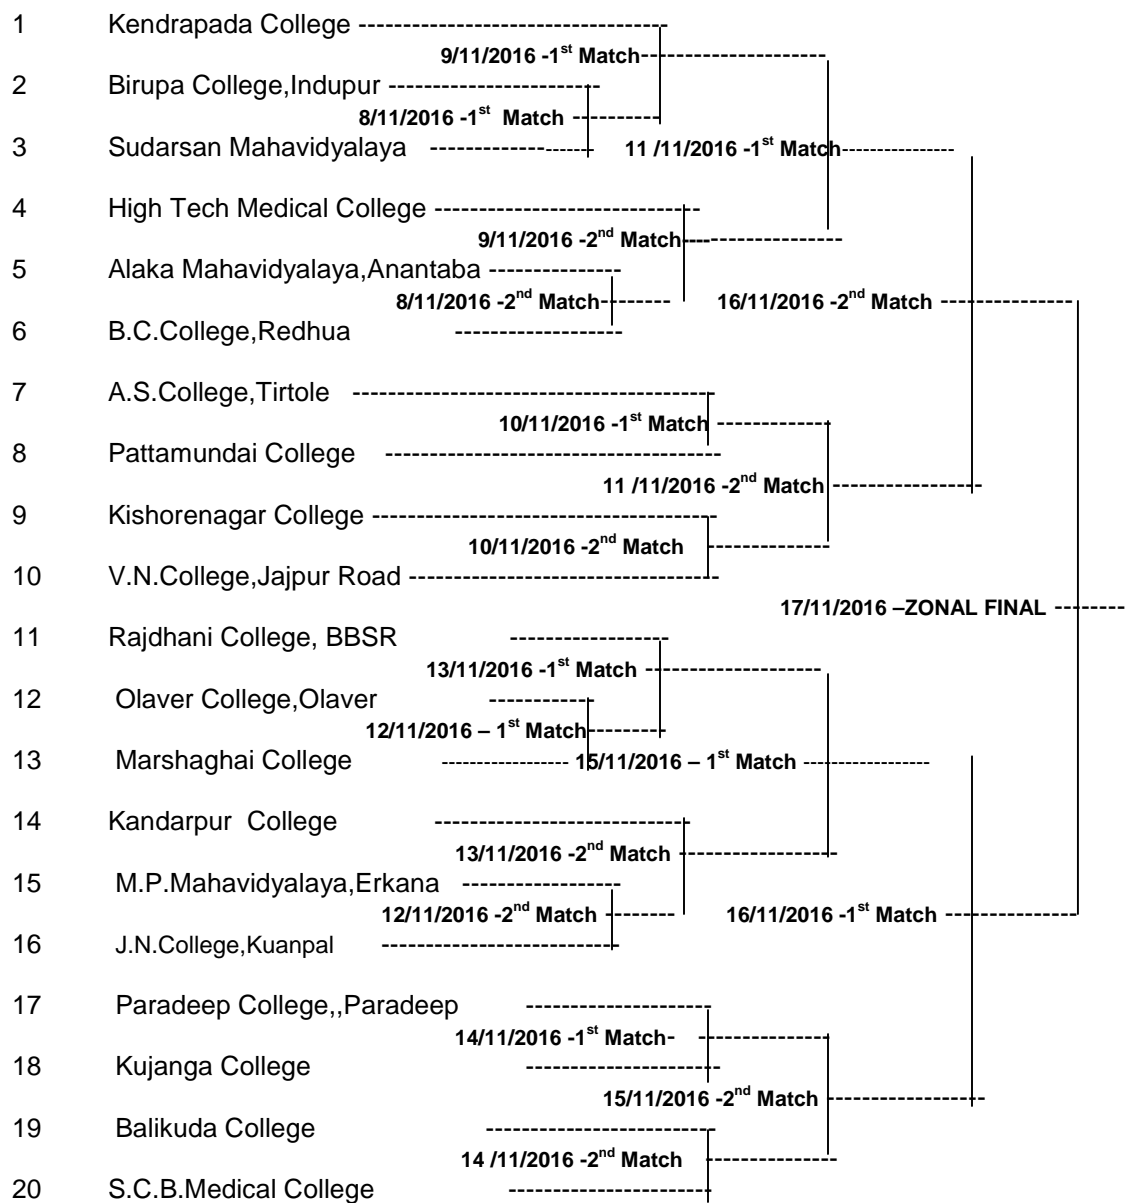 1 Kendrapada College
9/11/2016 -1st Match
2 Birupa College,Indupur
8/11/2016 -1st Match
3 Sudarsan Mahavidyalaya 11 /11/2016 -1st Match
4 High Tech Medical College
9/11/2016 -2nd Match
5 Alaka Mahavidyalaya,Anantaba
8/11/2016 -2nd Match 16/11/2016 -2nd Match
6 B.C.College,Redhua
7 A.S.College,Tirtole
10/11/2016 -1st Match
8 Pattamundai College
11 /11/2016 -2nd Match
9 Kishorenagar College
10/11/2016 -2nd Match
10 V.N.College,Jajpur Road
17/11/2016 –ZONAL FINAL
11 Rajdhani College, BBSR
13/11/2016 -1st Match
12 Olaver College,Olaver
12/11/2016 – 1st Match
13 Marshaghai College 15/11/2016 – 1st Match
14 Kandarpur College
13/11/2016 -2nd Match
15 M.P.Mahavidyalaya,Erkana
12/11/2016 -2nd Match 16/11/2016 -1st Match
16 J.N.College,Kuanpal
17 Paradeep College,,Paradeep
14/11/2016 -1st Match-
18 Kujanga College
15/11/2016 -2nd Match
19 Balikuda College
14 /11/2016 -2nd Match
20 S.C.B.Medical College